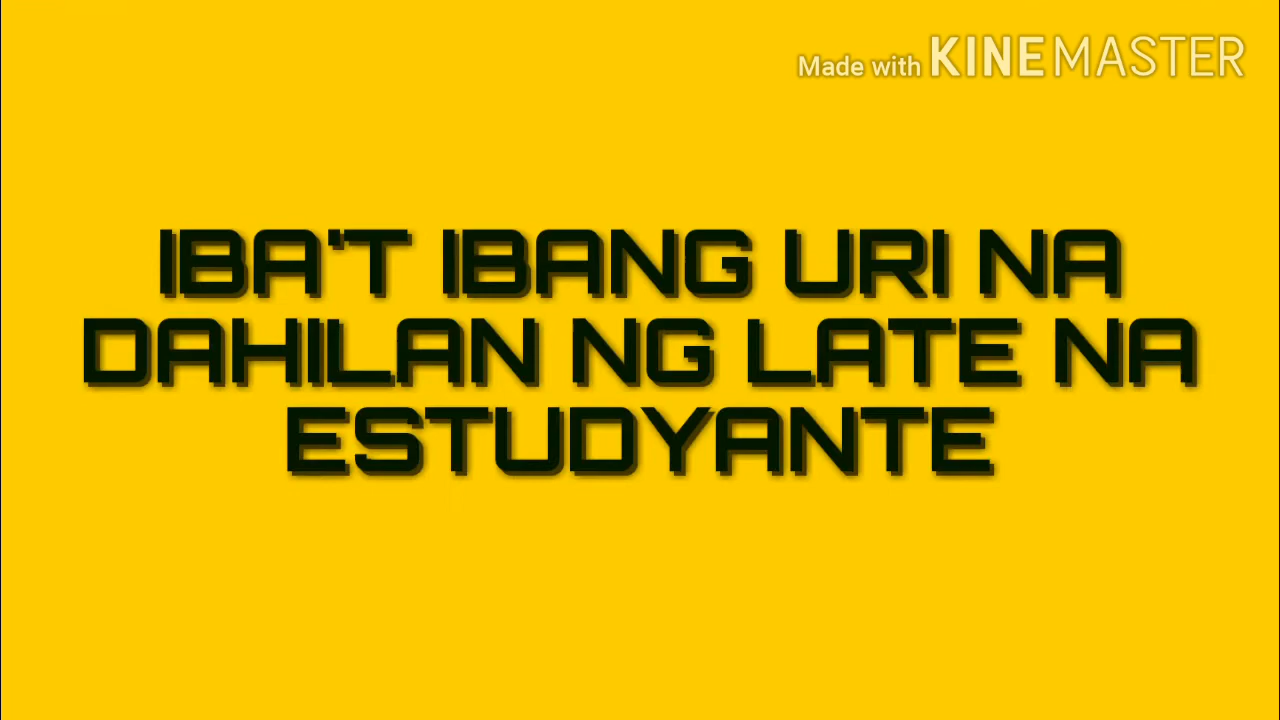 Made with KINEMASTER
IBA'T IBANG URI NA
DAHILAN NG LATE NA
ESTUDYANTE